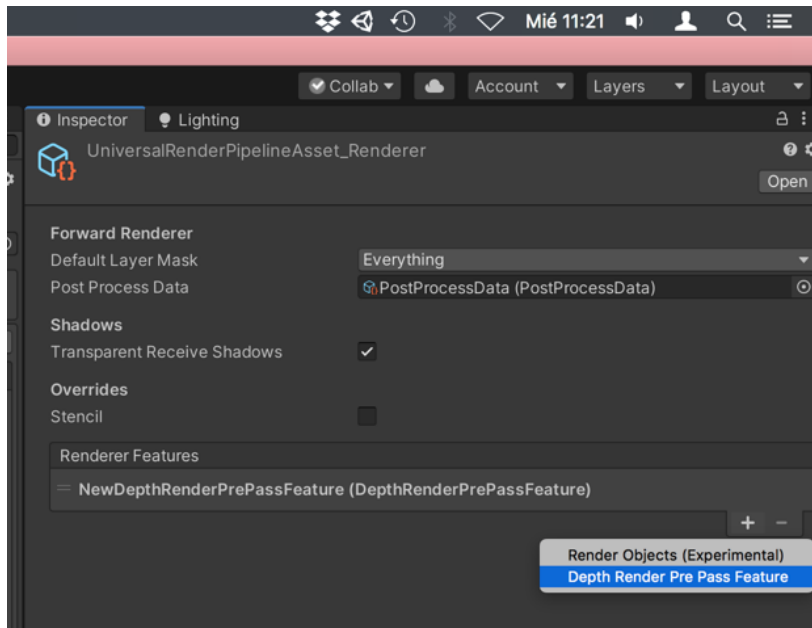 Mié 11:21
Collab Account Layers Layout
Inspector Lighting
UniversalRenderPipelineAsset_Renderer
Open
Forward Renderer
Default Layer Mask Everything
Post Process Data PostProcessData (PostProcessData)
Shadows
Transparent Receive Shadows
Overrides
Stencil
Renderer Features
NewDepthRenderPrePassFeature (DepthRenderPrePassFeature)
+ −
Render Objects (Experimental)
Depth Render Pre Pass Feature